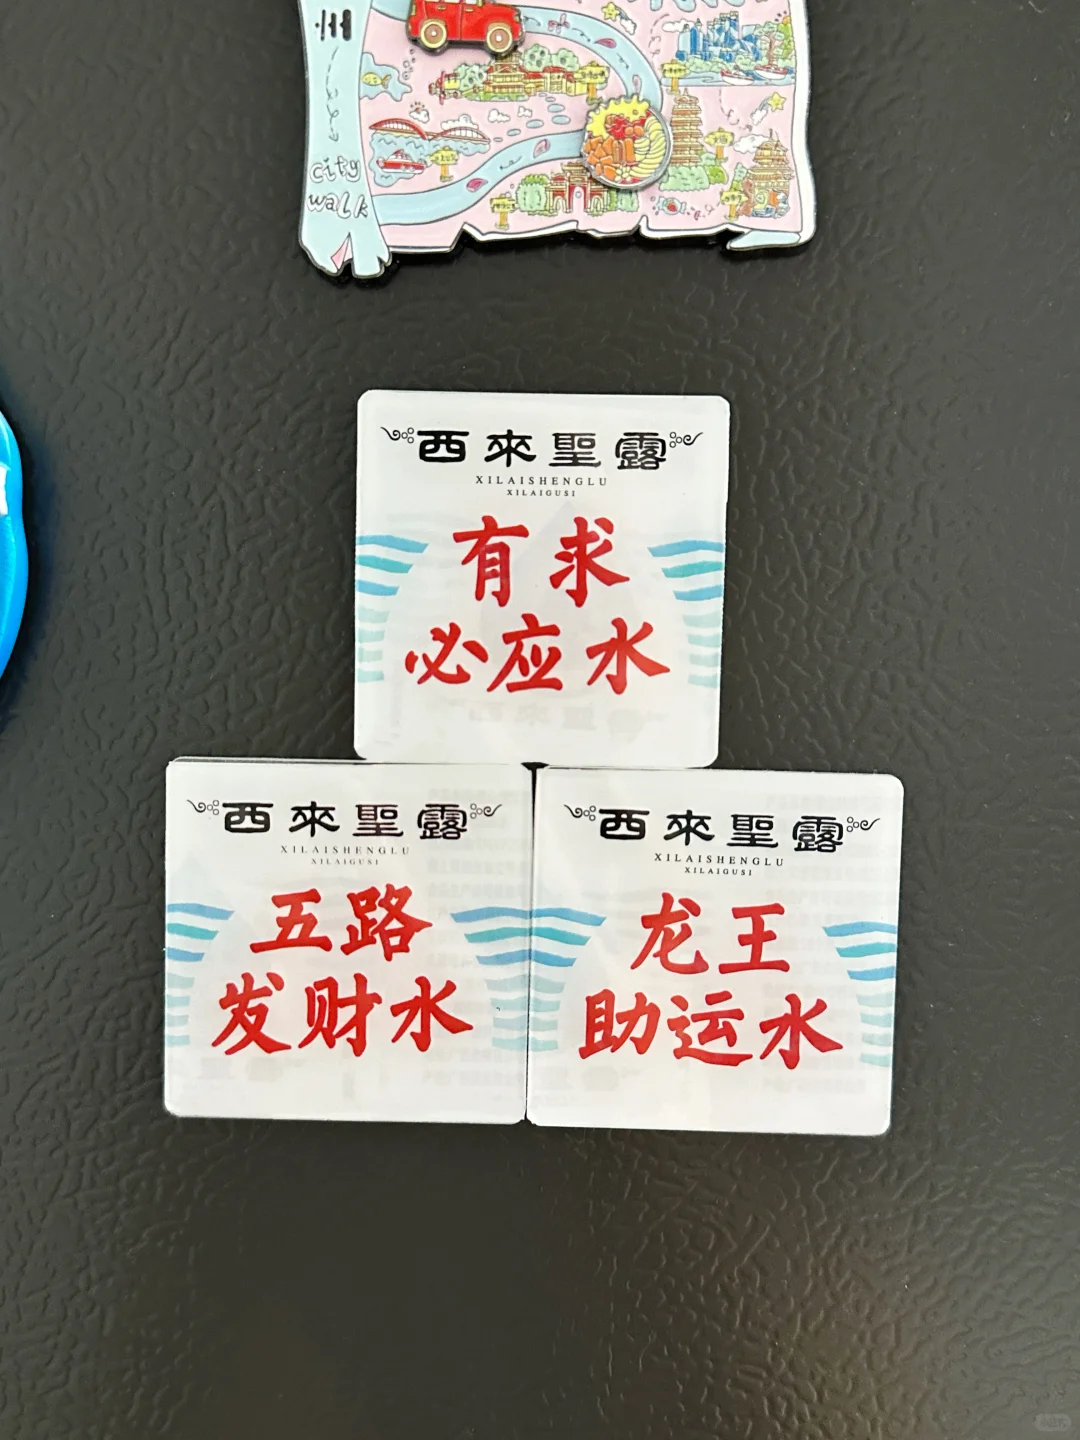 city
walk
西來聖露
XILAISHENGLU
XILAIGUSI
有求
必应水
西來聖露
XILAISHENGLU
XILAIGUSI
五路
发财水
西來聖露
XILAISHENGLU
XILAIGUSI
龙王
助运水